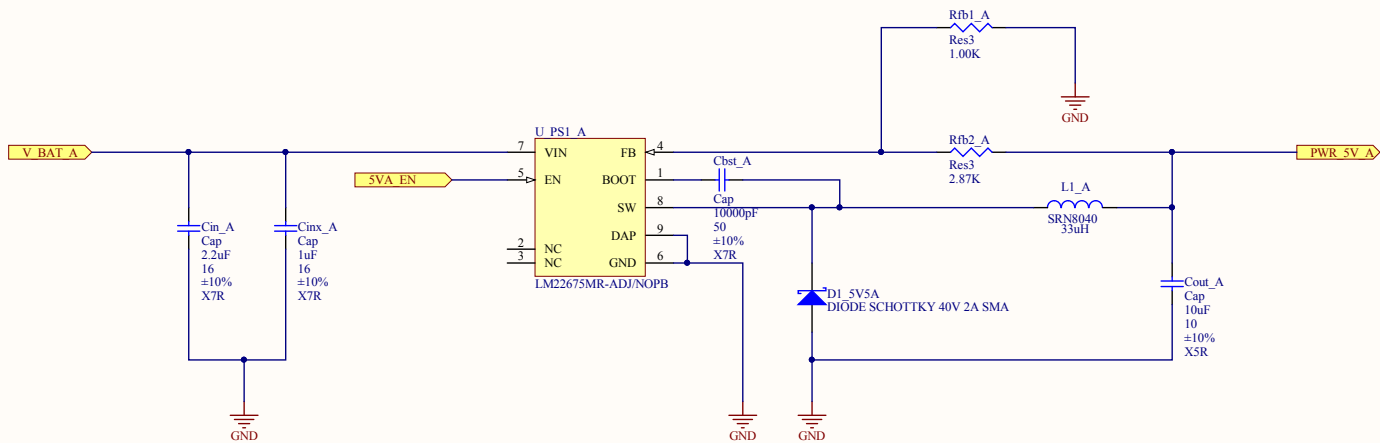 Rfb1_A
Res3
1.00K
GND
V_BAT_A
5VA_EN
U_PS1_A
7 VIN FB 4
5 EN BOOT 1
SW 8
DAP 9
2 NC
3 NC GND 6
LM22675MR-ADJ/NOPB
Cbst_A
Cap
10000pF
50
±10%
X7R
Rfb2_A
Res3
2.87K
PWR_5V_A
L1_A
SRN8040
33uH
Cin_A
Cap
2.2uF
16
±10%
X7R
Cinx_A
Cap
1uF
16
±10%
X7R
D1_5V5A
DIODE SCHOTTKY 40V 2A SMA
Cout_A
Cap
10uF
10
±10%
X5R
GND
GND
GND